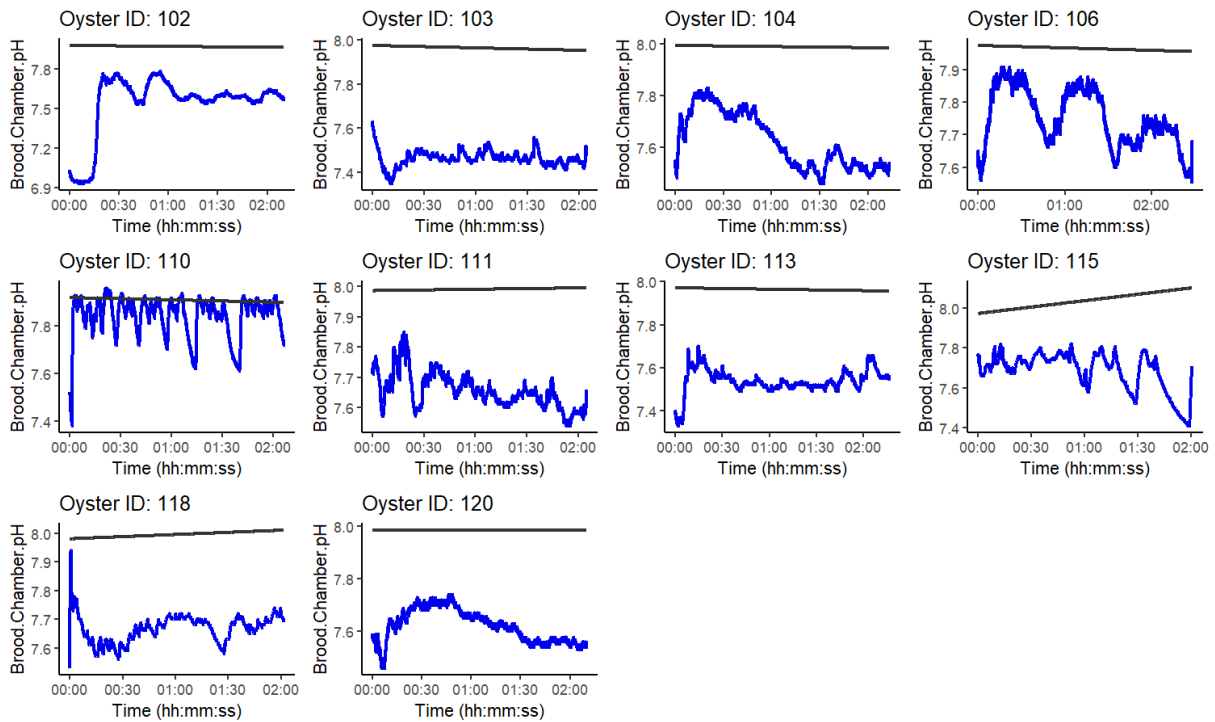 Oyster ID: 102
Brood.Chamber.pH
7.8
7.5
7.2
6.9
00:00 00:30 01:00 01:30 02:00
Time (hh:mm:ss)
Oyster ID: 103
Brood.Chamber.pH
8.0
7.8
7.6
7.4
00:00 00:30 01:00 01:30 02:00
Time (hh:mm:ss)
Oyster ID: 104
Brood.Chamber.pH
8.0
7.8
7.6
00:00 00:30 01:00 01:30 02:00
Time (hh:mm:ss)
Oyster ID: 106
Brood.Chamber.pH
7.9
7.8
7.7
7.6
00:00 01:00 02:00
Time (hh:mm:ss)
Oyster ID: 110
Brood.Chamber.pH
7.8
7.6
7.4
00:00 00:30 01:00 01:30 02:00
Time (hh:mm:ss)
Oyster ID: 111
Brood.Chamber.pH
8.0
7.9
7.8
7.7
7.6
00:00 00:30 01:00 01:30 02:00
Time (hh:mm:ss)
Oyster ID: 113
Brood.Chamber.pH
8.0
7.8
7.6
7.4
00:00 00:30 01:00 01:30 02:00
Time (hh:mm:ss)
Oyster ID: 115
Brood.Chamber.pH
8.0
7.8
7.6
7.4
00:00 00:30 01:00 01:30 02:00
Time (hh:mm:ss)
Oyster ID: 118
Brood.Chamber.pH
8.0
7.9
7.8
7.7
7.6
00:00 00:30 01:00 01:30 02:00
Time (hh:mm:ss)
Oyster ID: 120
Brood.Chamber.pH
8.0
7.8
7.6
00:00 00:30 01:00 01:30 02:00
Time (hh:mm:ss)